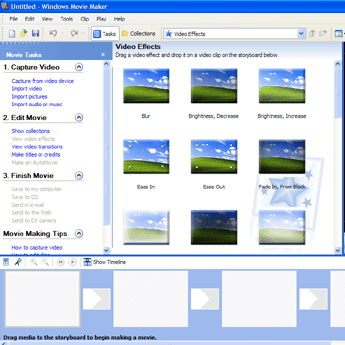 Untitled - Windows Movie Maker
File Edit View Tools Clip Play Help
Tasks Collections Video Effects
Movie Tasks
1. Capture Video
Capture from video device
Import video
Import pictures
Import audio or music
2. Edit Movie
Show collections
View video effects
View video transitions
Make titles or credits
Make an AutoMovie
3. Finish Movie
Save to my computer
Save to CD
Send in e-mail
Send to the Web
Send to DV camera
Movie Making Tips
How to capture video
Video Effects
Drag a video effect and drop it on a video clip on the storyboard below.
Blur
Brightness, Decrease
Brightness, Increase
Ease In
Ease Out
Fade In, From Black
Show Timeline
Drag media to the storyboard to begin making a movie.